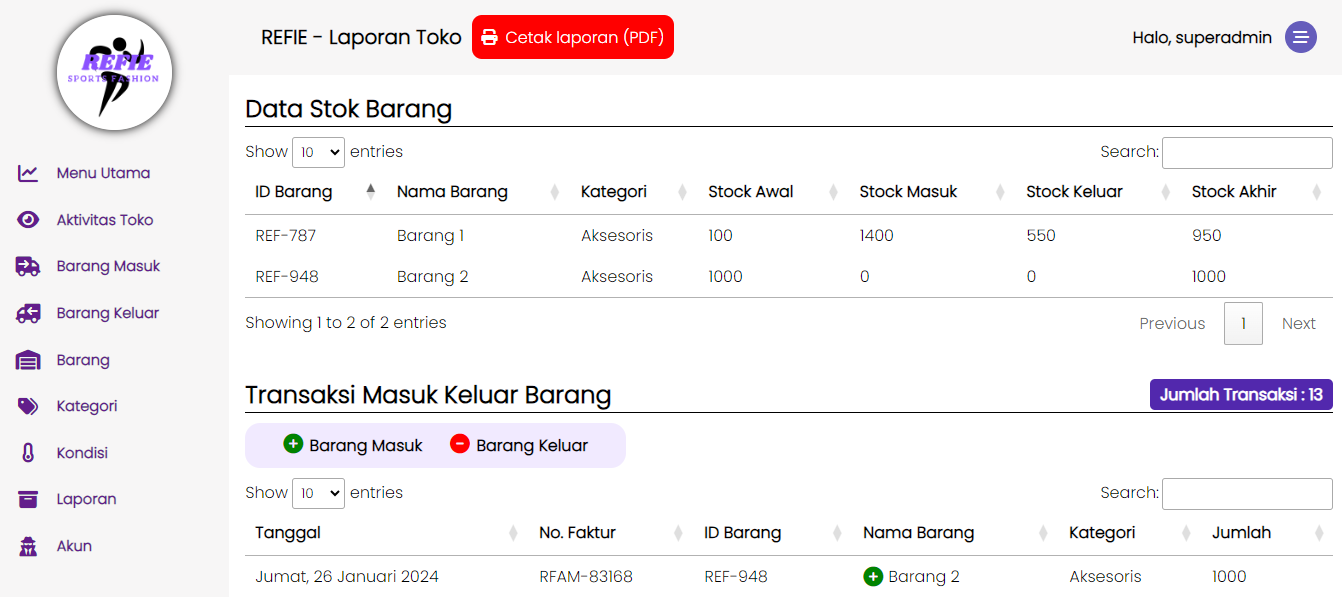 REFIE
SPORTS FASHION
Menu Utama
Aktivitas Toko
Barang Masuk
Barang Keluar
Barang
Kategori
Kondisi
Laporan
Akun
REFIE - Laporan Toko Cetak laporan (PDF) Halo, superadmin
Data Stok Barang
Show 10 entries Search:
ID Barang Nama Barang Kategori Stock Awal Stock Masuk Stock Keluar Stock Akhir
REF-787 Barang 1 Aksesoris 100 1400 550 950
REF-948 Barang 2 Aksesoris 1000 0 0 1000
Showing 1 to 2 of 2 entries Previous 1 Next
Transaksi Masuk Keluar Barang Jumlah Transaksi : 13
Barang Masuk Barang Keluar
Show 10 entries Search:
Tanggal No. Faktur ID Barang Nama Barang Kategori Jumlah
Jumat, 26 Januari 2024 RFAM-83168 REF-948 Barang 2 Aksesoris 1000